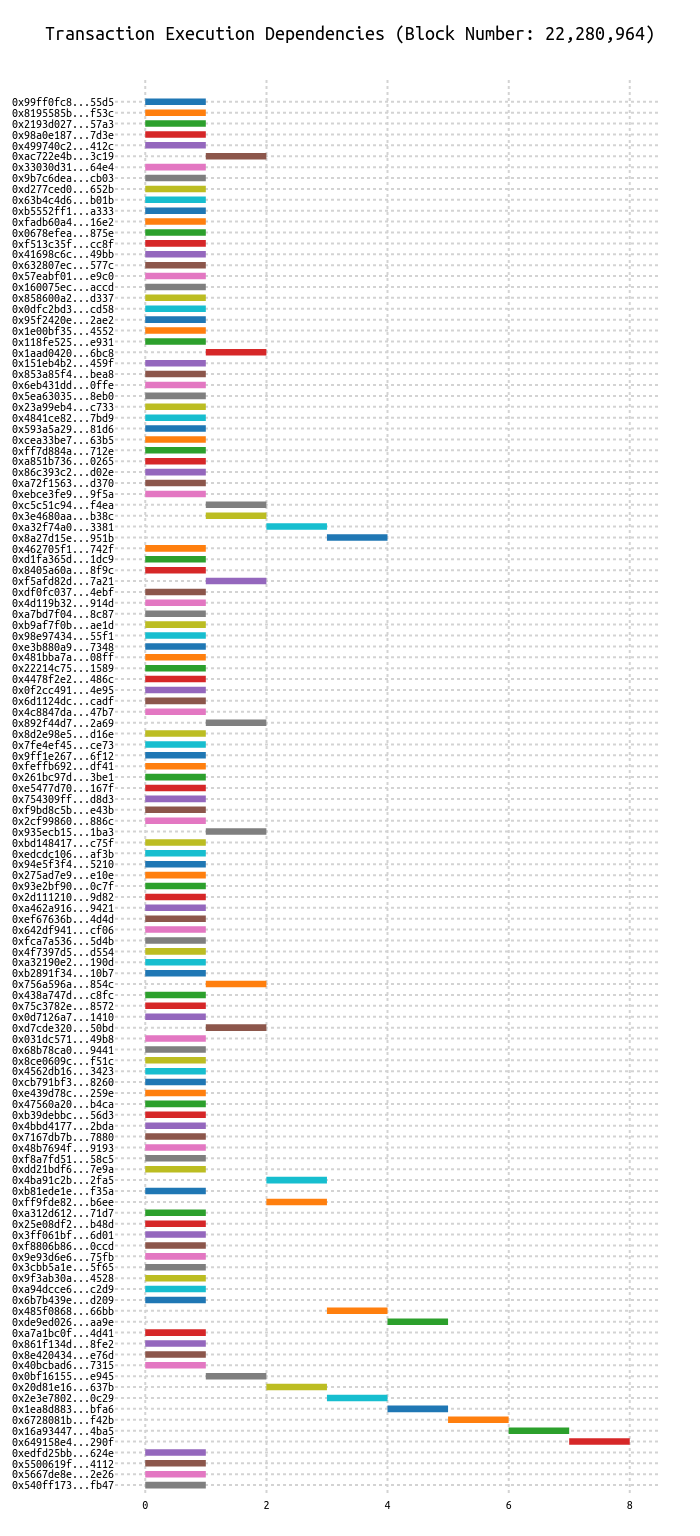 Transaction Execution Dependencies (Block Number: 22,280,964)
0x99ff0fc8...55d5
0x8195585b...f53c
0x2193d027...57a3
0x98a0e187...7d3e
0x499740c2...412c
0xac722e4b...3c19
0x33030d31...64e4
0x9b7c6dea...cb03
0xd277ced0...652b
0x63b4c4d6...b01b
0xb5552ff1...a333
0xfadb60a4...16e2
0x0678efea...875e
0xf513c35f...cc8f
0x41698c6c...49bb
0x632807ec...577c
0x57eabf01...e9c0
0x160075ec...accd
0x858600a2...d337
0x0dfc2bd3...cd58
0x95f2420e...2ae2
0x1e00bf35...4552
0x118fe525...e931
0x1aad0420...6bc8
0x151eb4b2...459f
0x853a85f4...bea8
0x6eb431dd...0ffe
0x5ea63035...8eb0
0x23a99eb4...c733
0x4841ce82...7bd9
0x593a5a29...81d6
0xcea33be7...63b5
0xff7d884a...712e
0xa851b736...0265
0x86c393c2...d02e
0xa72f1563...d370
0xebce3fe9...9f5a
0xc5c51c94...f4ea
0x3e4680aa...b38c
0xa32f74a0...3381
0x8a27d15e...951b
0x462705f1...742f
0xd1fa365d...1dc9
0x8405a60a...8f9c
0xf5afd82d...7a21
0xdf0fc037...4ebf
0x4d119b32...914d
0xa7bd7f04...8c87
0xb9af7f0b...ae1d
0x98e97434...55f1
0xe3b880a9...7348
0x481bba7a...08ff
0x22214c75...1589
0x4478f2e2...486c
0x0f2cc491...4e95
0x6d1124dc...cadf
0x4c8847da...47b7
0x892f44d7...2a69
0x8d2e98e5...d16e
0x7fe4ef45...ce73
0x9ff1e267...6f12
0xfeffb692...df41
0x261bc97d...3be1
0xe5477d70...167f
0x754309ff...d8d3
0xf9bd8c5b...e43b
0x2cf99860...886c
0x935ecb15...1ba3
0xbd148417...c75f
0xedcdc106...af3b
0x94e5f3f4...5210
0x275ad7e9...e10e
0x93e2bf90...0c7f
0x2d111210...9d82
0xa462a916...9421
0xef67636b...4d4d
0x642df941...cf06
0xfca7a536...5d4b
0x4f7397d5...d554
0xa32190e2...190d
0xb2891f34...10b7
0x756a596a...854c
0x438a747d...c8fc
0x75c3782e...8572
0x0d7126a7...1410
0xd7cde320...50bd
0x031dc571...49b8
0x68b78ca0...9441
0x8ce0609c...f51c
0x4562db16...3423
0xcb791bf3...8260
0xe439d78c...259e
0x47560a20...b4ca
0xb39debbc...56d3
0x4bbd4177...2bda
0x7167db7b...7880
0x48b7694f...9193
0xf8a7fd51...58c5
0xdd21bdf6...7e9a
0x4ba91c2b...2fa5
0xb81ede1e...f35a
0xff9fde82...b6ee
0xa312d612...71d7
0x25e08df2...b48d
0x3ff061bf...6d01
0xf8806b86...0ccd
0x9e93d6e6...75fb
0x3cbb5a1e...5f65
0x9f3ab30a...4528
0xa94dcce6...c2d9
0x6b7b439e...d209
0x485f0868...66bb
0xde9ed026...aa9e
0xa7a1bc0f...4d41
0x861f134d...8fe2
0x8e420434...e76d
0x40bcbad6...7315
0x0bf16155...e945
0x20d81e16...637b
0x2e3e7802...0c29
0x1ea8d883...bfa6
0x6728081b...f42b
0x16a93447...4ba5
0x649158e4...290f
0xedfd25bb...624e
0x5500619f...4112
0x5667de8e...2e26
0x540ff173...fb47
0 2 4 6 8